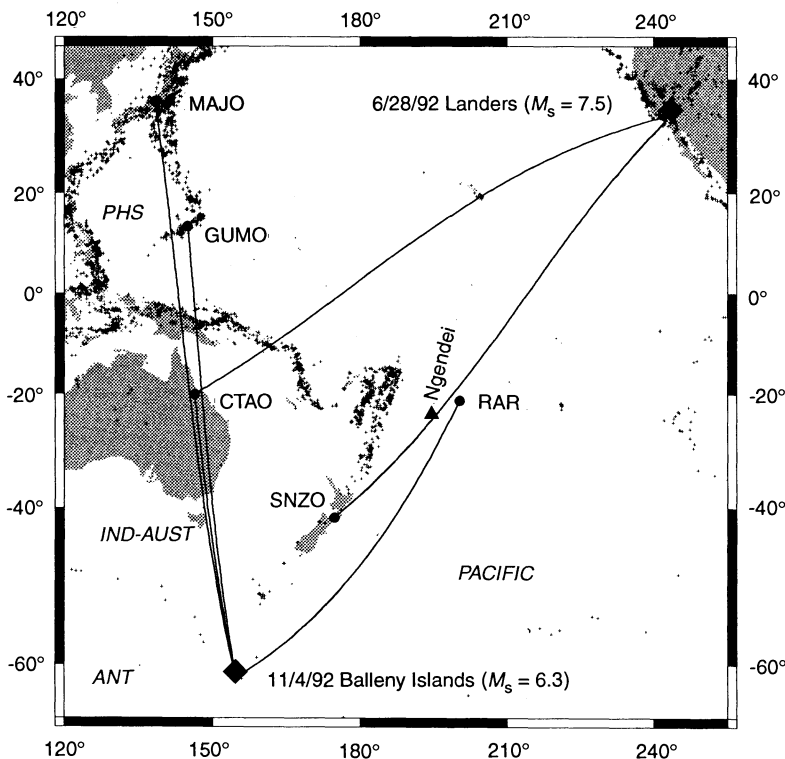 120° 150° 180° 210° 240°
40° 40°
MAJO
6/28/92 Landers (Ms = 7.5)
20° 20°
PHS
GUMO
0° 0°
Ngendei
-20° -20°
CTAO
RAR
SNZO
-40° -40°
IND-AUST
PACIFIC
-60° -60°
ANT
11/4/92 Balleny Islands (Ms = 6.3)
120° 150° 180° 210° 240°